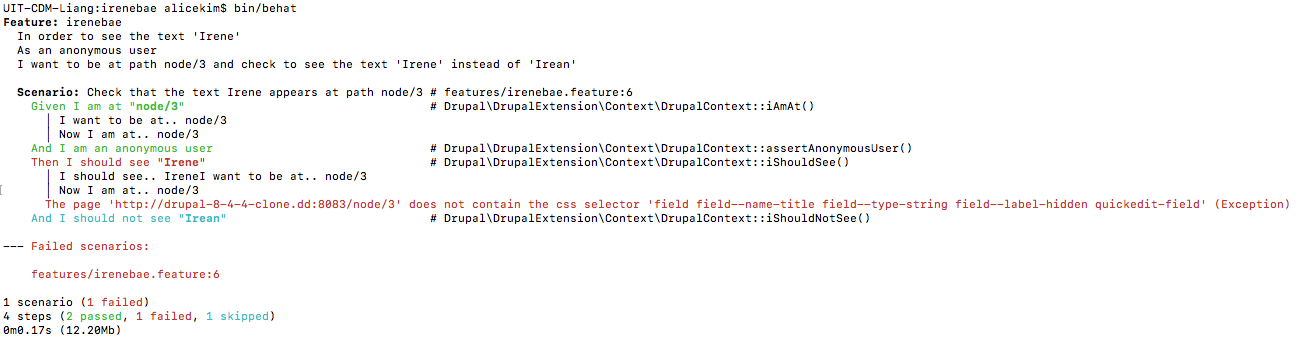 UIT-CDM-Liang:irenebae alicekim$ bin/behat
Feature: irenebae
In order to see the text 'Irene'
As an anonymous user
I want to be at path node/3 and check to see the text 'Irene' instead of 'Irean'
Scenario: Check that the text Irene appears at path node/3 # features/irenebae.feature:6
Given I am at "node/3" # Drupal\DrupalExtension\Context\DrupalContext::iAmAt()
│ I want to be at.. node/3
│ Now I am at.. node/3
And I am an anonymous user # Drupal\DrupalExtension\Context\DrupalContext::assertAnonymousUser()
Then I should see "Irene" # Drupal\DrupalExtension\Context\DrupalContext::iShouldSee()
│ I should see.. IreneI want to be at.. node/3
│ Now I am at.. node/3
The page 'http://drupal-8-4-4-clone.dd:8083/node/3' does not contain the css selector 'field field--name-title field--type-string field--label-hidden quickedit-field' (Exception)
And I should not see "Irean" # Drupal\DrupalExtension\Context\DrupalContext::iShouldNotSee()
--- Failed scenarios:
features/irenebae.feature:6
1 scenario (1 failed)
4 steps (2 passed, 1 failed, 1 skipped)
0m0.17s (12.20Mb)